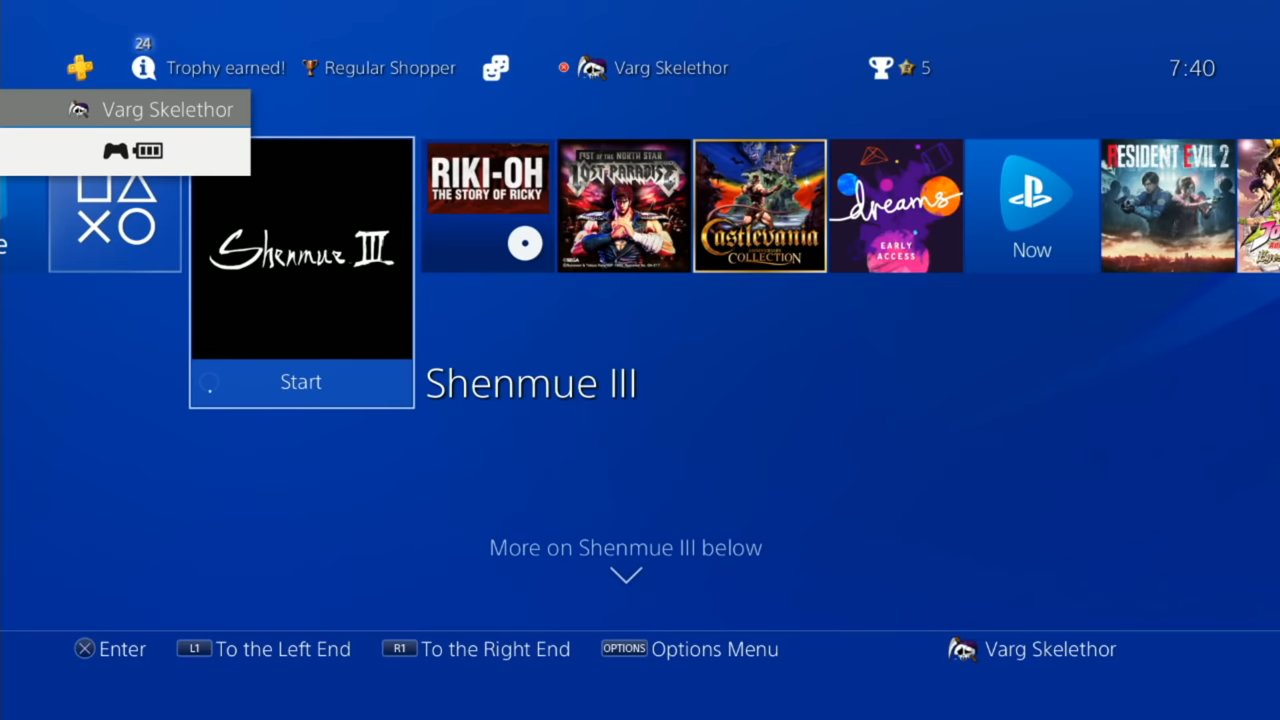 24
Trophy earned! Regular Shopper
Varg Skelethor
5
7:40
Varg Skelethor
e
Shenmue III
Start
RIKI-OH
THE STORY OF RICKY
FIST OF THE NORTH STAR
LOST PARADISE
SEGA
Castlevania
ANNIVERSARY
COLLECTION
dreams
EARLY
ACCESS
Now
RESIDENT EVIL 2
Shenmue III
More on Shenmue III below
Enter
L1 To the Left End
R1 To the Right End
OPTIONS Options Menu
Varg Skelethor